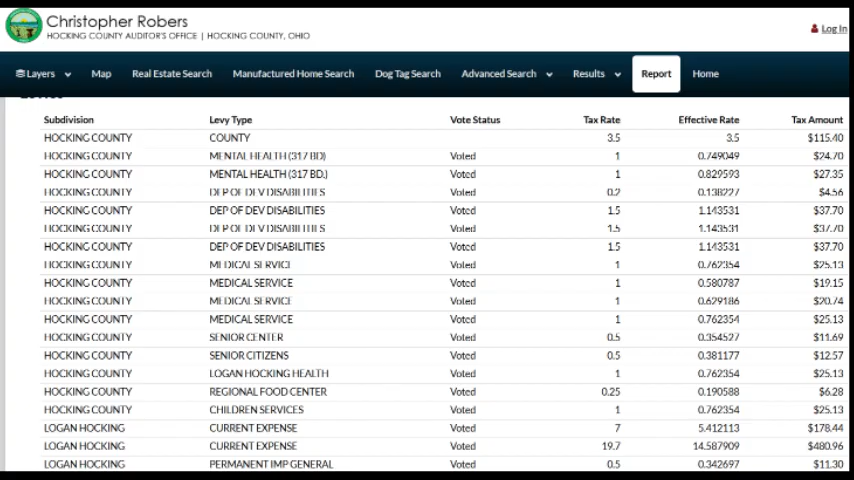 Christopher Robers
HOCKING COUNTY AUDITOR'S OFFICE | HOCKING COUNTY, OHIO
Log In
Layers Map Real Estate Search Manufactured Home Search Dog Tag Search Advanced Search Results Report Home
Subdivision Levy Type Vote Status Tax Rate Effective Rate Tax Amount
HOCKING COUNTY COUNTY 3.5 3.5 $115.40
HOCKING COUNTY MENTAL HEALTH (317 BD) Voted 1 0.749049 $24.70
HOCKING COUNTY MENTAL HEALTH (317 BD.) Voted 1 0.829593 $27.35
HOCKING COUNTY DEP OF DEV DISABILITIES Voted 0.2 0.138227 $4.56
HOCKING COUNTY DEP OF DEV DISABILITIES Voted 1.5 1.143531 $37.70
HOCKING COUNTY DEP OF DEV DISABILITIES Voted 1.5 1.143531 $37.70
HOCKING COUNTY DEP OF DEV DISABILITIES Voted 1.5 1.143531 $37.70
HOCKING COUNTY MEDICAL SERVICE Voted 1 0.762354 $25.13
HOCKING COUNTY MEDICAL SERVICE Voted 1 0.580787 $19.15
HOCKING COUNTY MEDICAL SERVICE Voted 1 0.629186 $20.74
HOCKING COUNTY MEDICAL SERVICE Voted 1 0.762354 $25.13
HOCKING COUNTY SENIOR CENTER Voted 0.5 0.354527 $11.69
HOCKING COUNTY SENIOR CITIZENS Voted 0.5 0.381177 $12.57
HOCKING COUNTY LOGAN HOCKING HEALTH Voted 1 0.762354 $25.13
HOCKING COUNTY REGIONAL FOOD CENTER Voted 0.25 0.190588 $6.28
HOCKING COUNTY CHILDREN SERVICES Voted 1 0.762354 $25.13
LOGAN HOCKING CURRENT EXPENSE Voted 7 5.412113 $178.44
LOGAN HOCKING CURRENT EXPENSE Voted 19.7 14.587909 $480.96
LOGAN HOCKING PERMANENT IMP GENERAL Voted 0.5 0.342697 $11.30